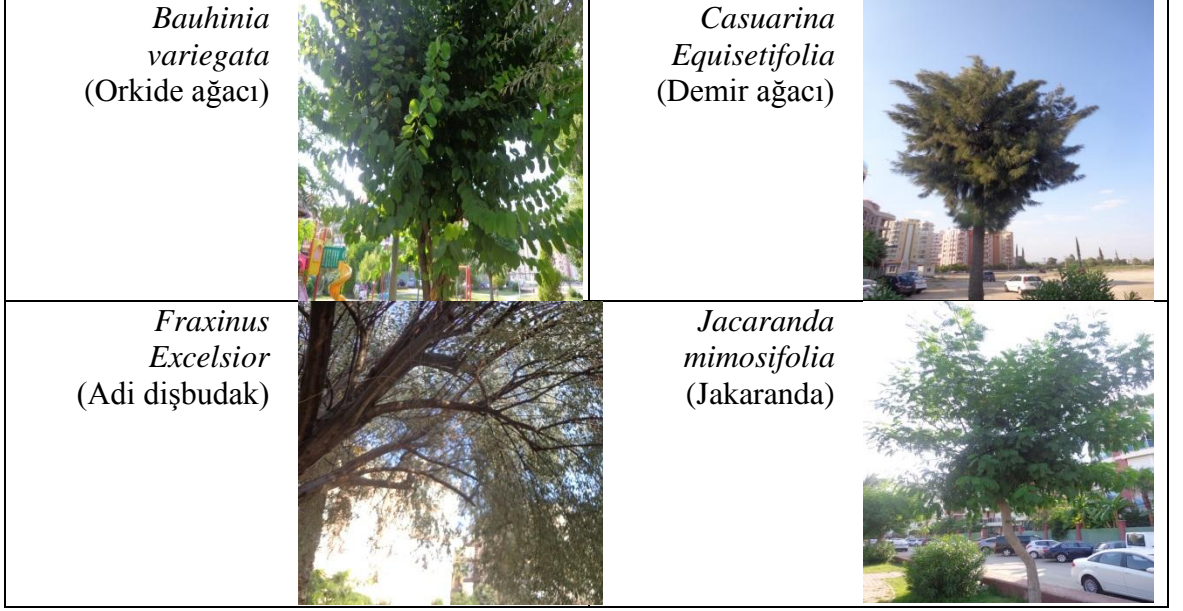 Bauhinia
variegata
(Orkide ağacı)
Casuarina
Equisetifolia
(Demir ağacı)
Fraxinus
Excelsior
(Adi dişbudak)
Jacaranda
mimosifolia
(Jakaranda)